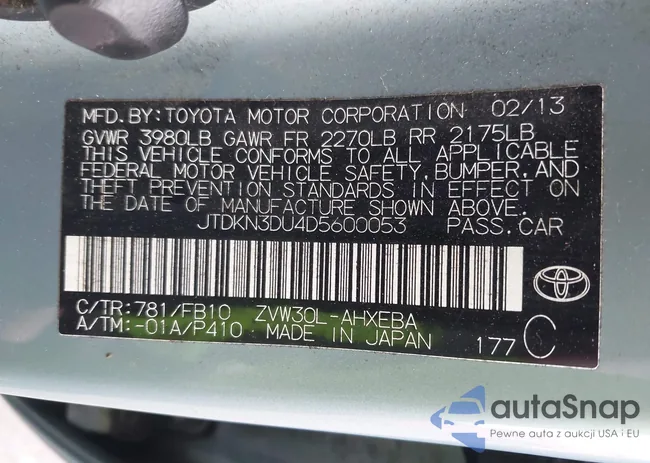 MFD. BY: TOYOTA MOTOR CORPORATION 02/13
GVWR 3980LB GAWR FR 2270LB RR 2175LB
THIS VEHICLE CONFORMS TO ALL APPLICABLE
FEDERAL MOTOR VEHICLE SAFETY, BUMPER, AND
THEFT PREVENTION STANDARDS IN EFFECT ON
THE DATE OF MANUFACTURE SHOWN ABOVE.
JTDKN3DU4D5600053 PASS. CAR
C/TR: 781/FB10 ZVW30L-AHXEBA
A/TM: -01A/P410 MADE IN JAPAN
177 C
autaSnap
Pewne auta z aukcji USA i EU